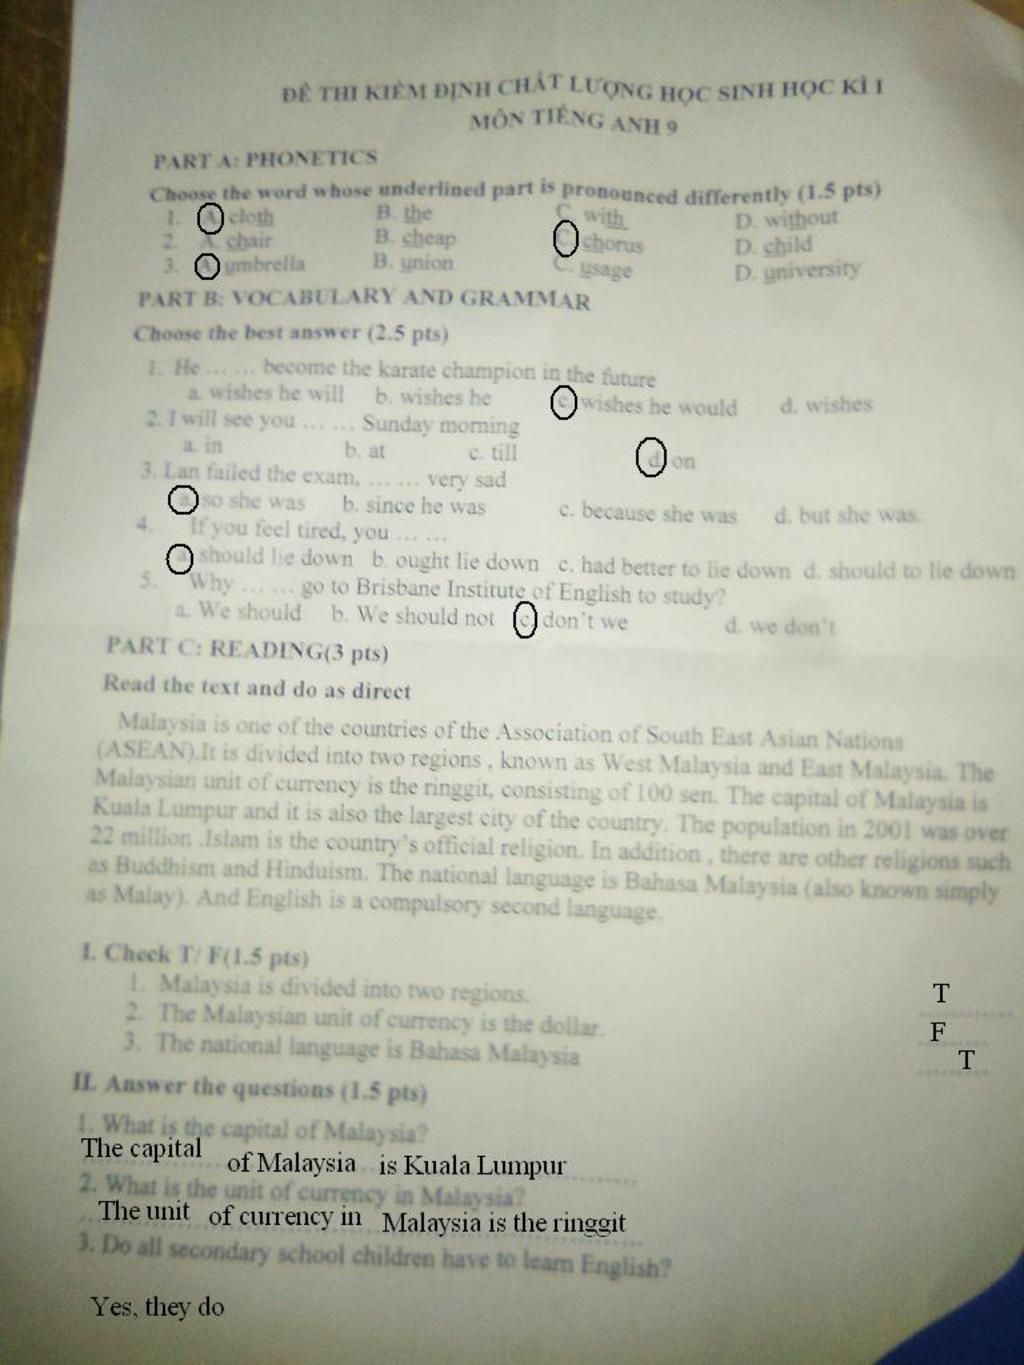 ĐỀ THI KIỂM ĐỊNH CHẤT LƯỢNG HỌC SINH HỌC KÌ I
MÔN TIẾNG ANH 9
PART A: PHONETICS
Choose the word whose underlined part is pronounced differently (1.5 pts)
1. A. cloth B. the C. with D. without
2. A. chair B. cheap C. chorus D. child
3. A. umbrella B. union C. usage D. university
PART B: VOCABULARY AND GRAMMAR
Choose the best answer (2.5 pts)
1. He ... ... become the karate champion in the future
a. wishes he will b. wishes he c. wishes he would d. wishes
2. I will see you ... ... Sunday morning
a. in b. at c. till d. on
3. Lan failed the exam, ... ... very sad
a. so she was b. since he was c. because she was d. but she was.
4. If you feel tired, you ... ...
a. should lie down b. ought lie down c. had better to lie down d. should to lie down
5. Why ... ... go to Brisbane Institute of English to study?
a. We should b. We should not c. don't we d. we don't
PART C: READING(3 pts)
Read the text and do as direct
Malaysia is one of the countries of the Association of South East Asian Nations
(ASEAN).It is divided into two regions , known as West Malaysia and East Malaysia. The
Malaysian unit of currency is the ringgit, consisting of 100 sen. The capital of Malaysia is
Kuala Lumpur and it is also the largest city of the country. The population in 2001 was over
22 million .Islam is the country's official religion. In addition , there are other religions such
as Buddhism and Hinduism. The national language is Bahasa Malaysia (also known simply
as Malay). And English is a compulsory second language.
I. Check T/ F(1.5 pts)
1. Malaysia is divided into two regions. T
2. The Malaysian unit of currency is the dollar. F
3. The national language is Bahasa Malaysia T
II. Answer the questions (1.5 pts)
1. What is the capital of Malaysia?
The capital of Malaysia is Kuala Lumpur
2. What is the unit of currency in Malaysia?
The unit of currency in Malaysia is the ringgit
3. Do all secondary school children have to learn English?
Yes, they do